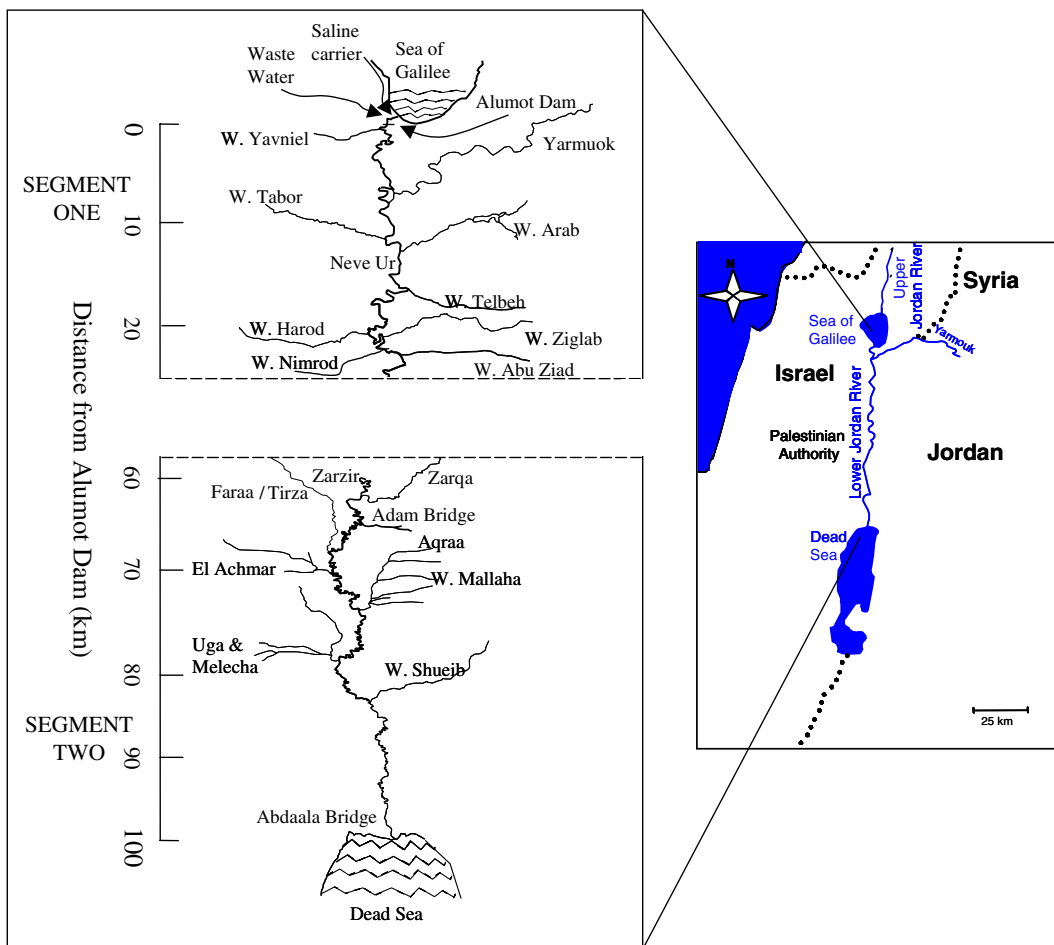 Saline
carrier
Waste
Water
Sea of
Galilee
Alumot Dam
0
W. Yavniel
Yarmuok
SEGMENT
ONE
W. Tabor
10
W. Arab
Neve Ur
W. Telbeh
20
W. Harod
W. Ziglab
W. Nimrod
W. Abu Ziad
Distance from Alumot Dam (km)
60
Zarzir
Zarqa
Faraa / Tirza
Adam Bridge
Aqraa
70
El Achmar
W. Mallaha
Uga &
Melecha
80
W. Shueib
SEGMENT
TWO
90
Abdaala Bridge
100
Dead Sea
N
Upper
Jordan River
Syria
Sea of
Galilee
Yarmouk
Israel
Lower Jordan River
Palestinian
Authority
Jordan
Dead
Sea
25 km